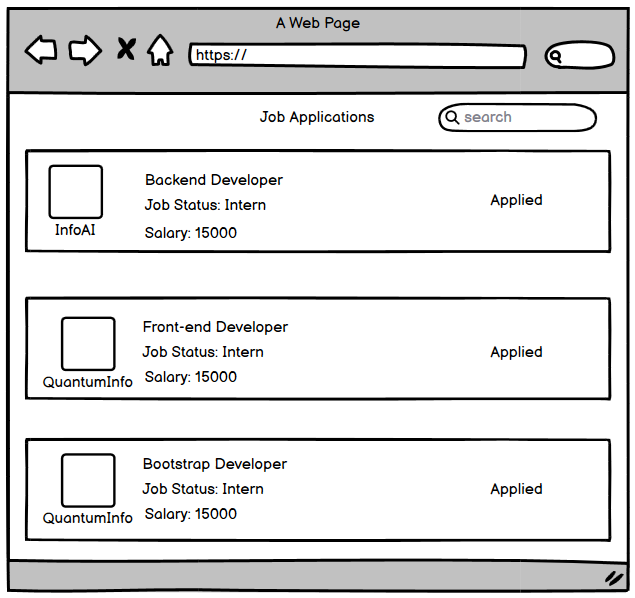 A Web Page
https://
Job Applications
search
Backend Developer
Job Status: Intern
Applied
InfoAI
Salary: 15000
Front-end Developer
Job Status: Intern
Applied
QuantumInfo
Salary: 15000
Bootstrap Developer
Job Status: Intern
Applied
QuantumInfo
Salary: 15000